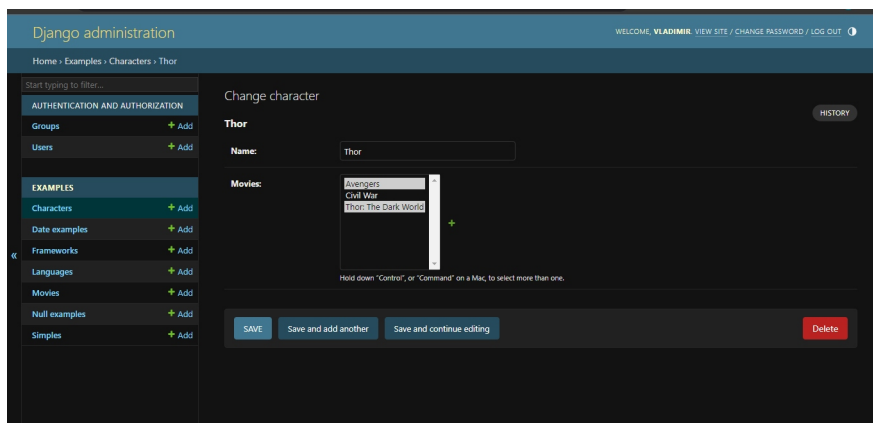 Django administration
WELCOME, VLADIMIR. VIEW SITE / CHANGE PASSWORD / LOG OUT
Home › Examples › Characters › Thor
Start typing to filter...
AUTHENTICATION AND AUTHORIZATION
Groups + Add
Users + Add
EXAMPLES
Characters + Add
Date examples + Add
Frameworks + Add
Languages + Add
Movies + Add
Null examples + Add
Simples + Add
«
Change character
HISTORY
Thor
Name: Thor
Movies: Avengers
Civil War
Thor: The Dark World
+
Hold down "Control", or "Command" on a Mac, to select more than one.
SAVE Save and add another Save and continue editing Delete